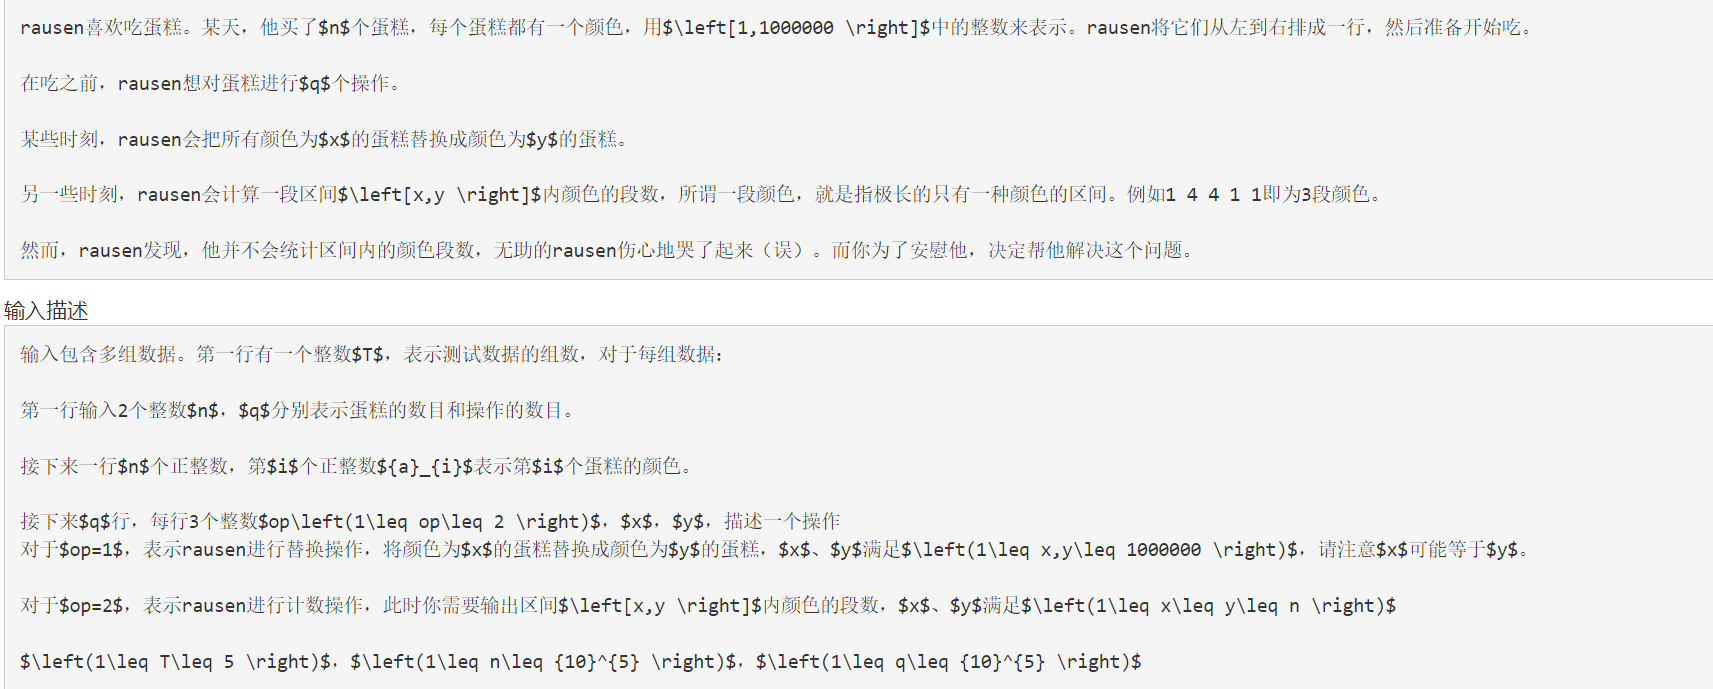 rausen喜欢吃蛋糕。某天，他买了$n$个蛋糕，每个蛋糕都有一个颜色，用$\left[1,1000000 \right]$中的整数来表示。rausen将它们从左到右排成一行，然后准备开始吃。
在吃之前，rausen想对蛋糕进行$q$个操作。
某些时刻，rausen会把所有颜色为$x$的蛋糕替换成颜色为$y$的蛋糕。
另一些时刻，rausen会计算一段区间$\left[x,y \right]$内颜色的段数，所谓一段颜色，就是指极长的只有一种颜色的区间。例如1 4 4 1 1即为3段颜色。
然而，rausen发现，他并不会统计区间内的颜色段数，无助的rausen伤心地哭了起来（误）。而你为了安慰他，决定帮他解决这个问题。
输入描述
输入包含多组数据。第一行有一个整数$T$，表示测试数据的组数，对于每组数据：
第一行输入2个整数$n$，$q$分别表示蛋糕的数目和操作的数目。
接下来一行$n$个正整数，第$i$个正整数${a}_{i}$表示第$i$个蛋糕的颜色。
接下来$q$行，每行3个整数$op\left(1\leq op\leq 2 \right)$，$x$，$y$，描述一个操作
对于$op=1$，表示rausen进行替换操作，将颜色为$x$的蛋糕替换成颜色为$y$的蛋糕，$x$、$y$满足$\left(1\leq x,y\leq 1000000 \right)$，请注意$x$可能等于$y$。
对于$op=2$，表示rausen进行计数操作，此时你需要输出区间$\left[x,y \right]$内颜色的段数，$x$、$y$满足$\left(1\leq x\leq y\leq n \right)$
$\left(1\leq T\leq 5 \right)$，$\left(1\leq n\leq {10}^{5} \right)$，$\left(1\leq q\leq {10}^{5} \right)$